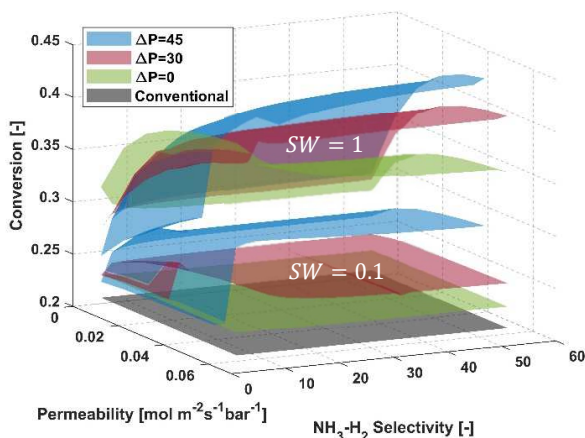 0.45
0.4
0.35
0.3
0.25
0.2
Conversion [-]
ΔP=45
ΔP=30
ΔP=0
Conventional
SW = 1
SW = 0.1
0
0.02
0.04
0.06
Permeability [mol m⁻²s⁻¹bar⁻¹]
0
10
20
30
40
50
60
NH₃-H₂ Selectivity [-]